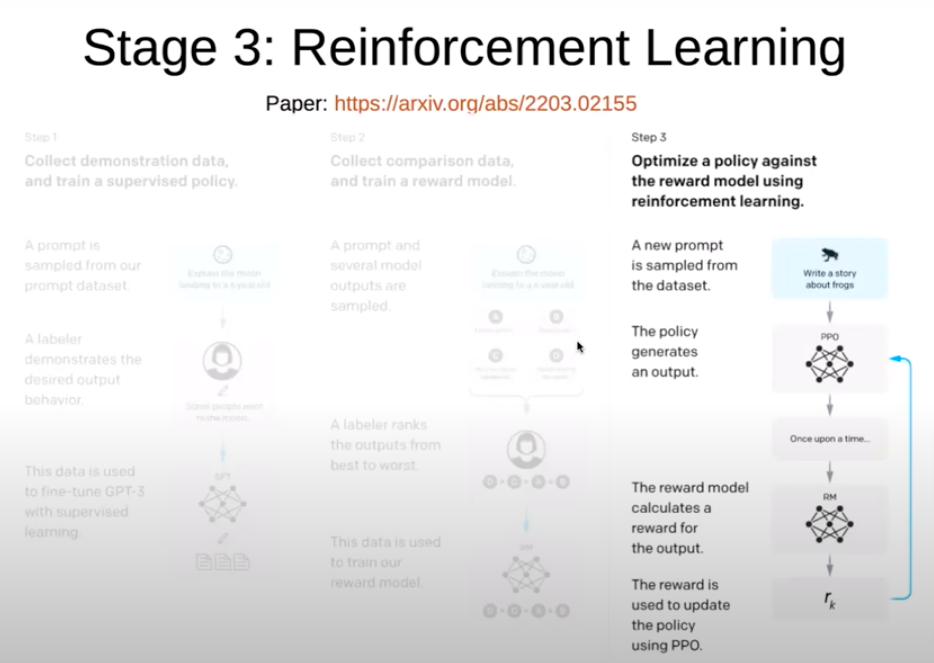 Stage 3: Reinforcement Learning
Paper: https://arxiv.org/abs/2203.02155
Step 1
Collect demonstration data,
and train a supervised policy.
A prompt is
sampled from our
prompt dataset.
Explain the moon
landing to a 6 year old
A labeler
demonstrates the
desired output
behavior.
Some people went
to the moon...
This data is used
to fine-tune GPT-3
with supervised
learning.
GPT
Step 2
Collect comparison data,
and train a reward model.
A prompt and
several model
outputs are
sampled.
Explain the moon
landing to a 6 year old
A
B
C
D
A labeler ranks
the outputs from
best to worst.
D > C > A = B
This data is used
to train our
reward model.
RM
D > C > A = B
Step 3
Optimize a policy against
the reward model using
reinforcement learning.
A new prompt
is sampled from
the dataset.
Write a story
about frogs
The policy
generates
an output.
PPO
Once upon a time...
The reward model
calculates a
reward for
the output.
RM
The reward is
used to update
the policy
using PPO.
rk